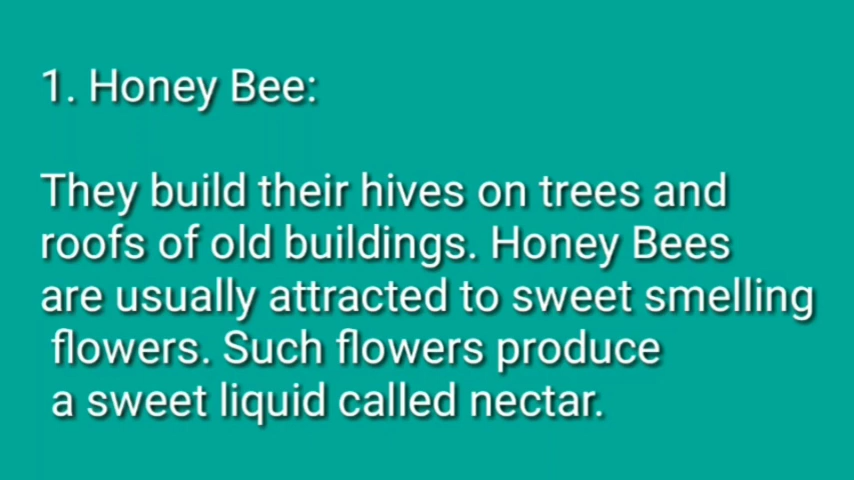 1. Honey Bee:
They build their hives on trees and
roofs of old buildings. Honey Bees
are usually attracted to sweet smelling
flowers. Such flowers produce
a sweet liquid called nectar.